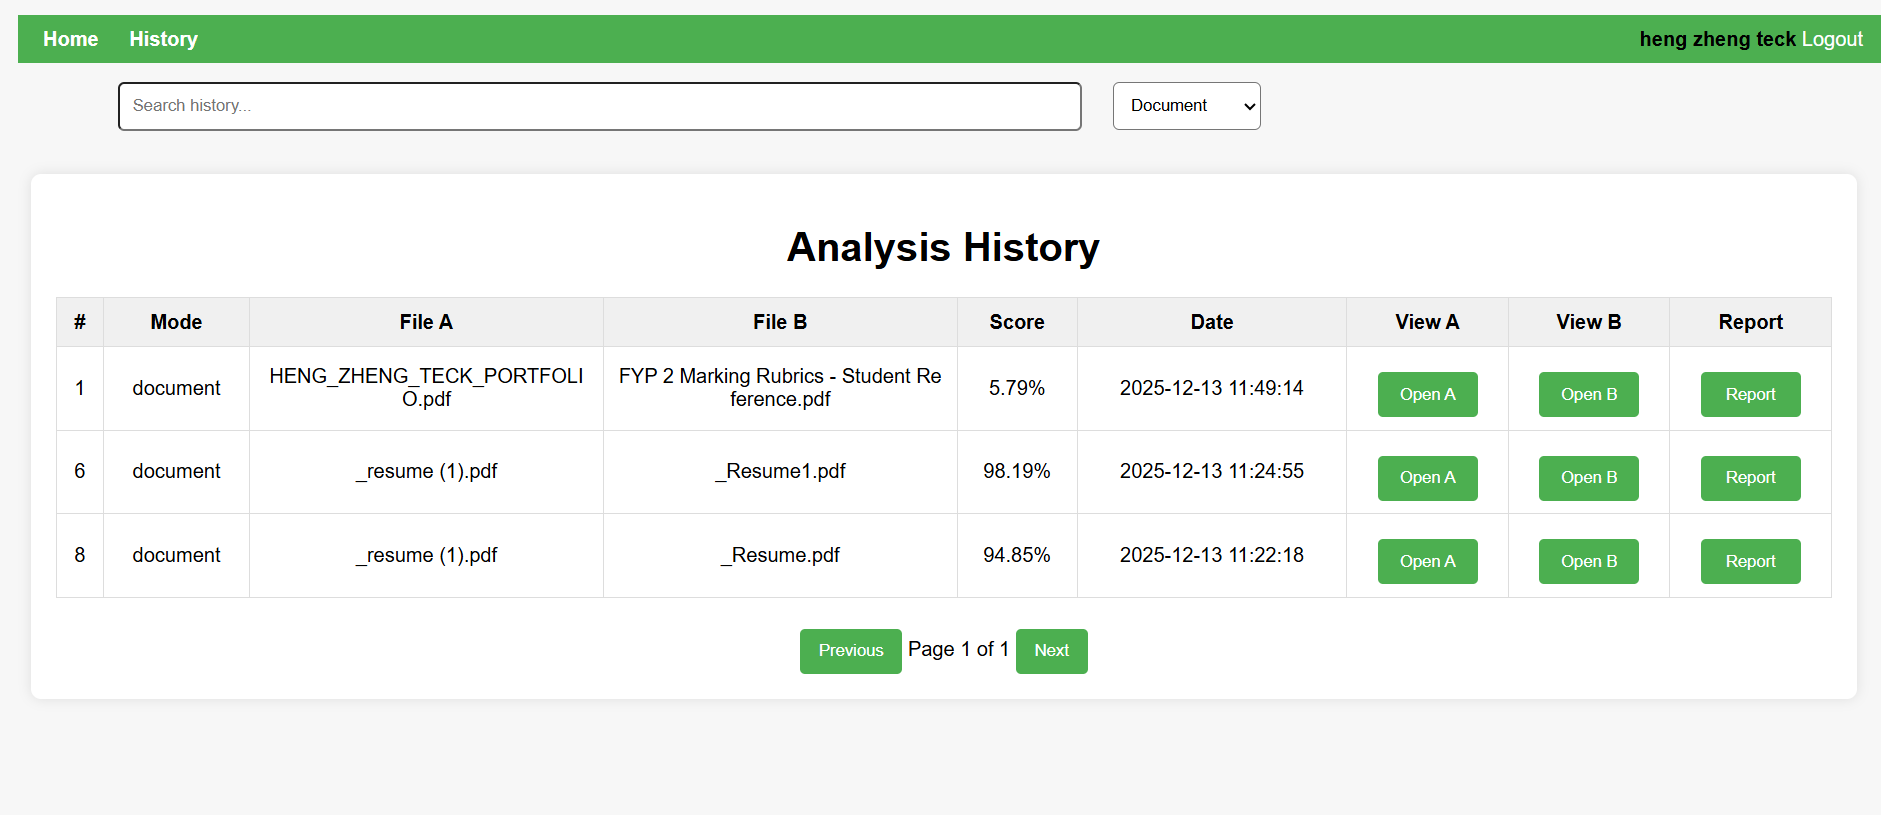 Home History heng zheng teck Logout
Search history... Document
Analysis History
# Mode File A File B Score Date View A View B Report
1 document HENG_ZHENG_TECK_PORTFOLI
O.pdf FYP 2 Marking Rubrics - Student Re
ference.pdf 5.79% 2025-12-13 11:49:14 Open A Open B Report
6 document _resume (1).pdf _Resume1.pdf 98.19% 2025-12-13 11:24:55 Open A Open B Report
8 document _resume (1).pdf _Resume.pdf 94.85% 2025-12-13 11:22:18 Open A Open B Report
Previous Page 1 of 1 Next